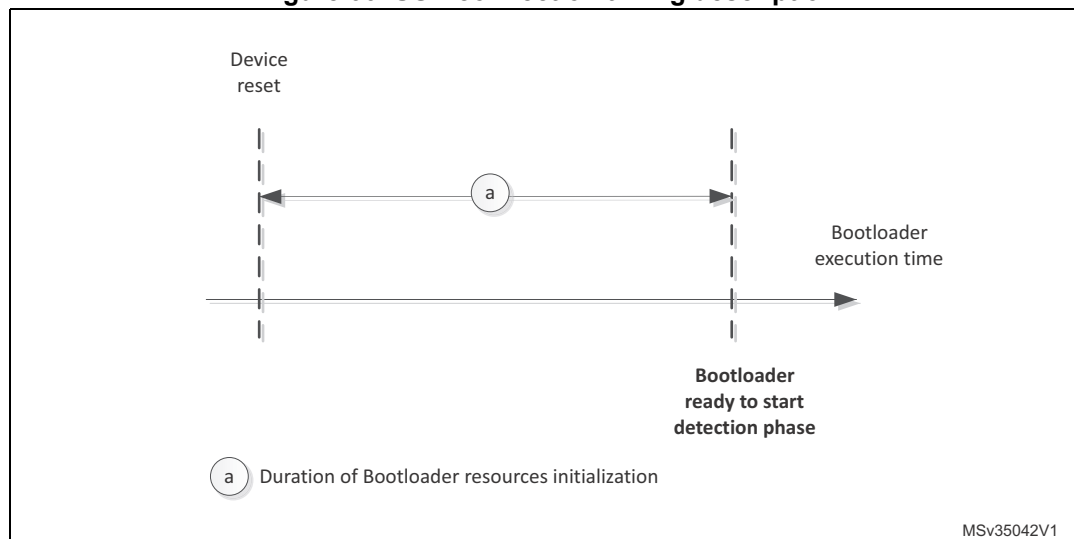 Device
reset
a
Bootloader
execution time
Bootloader
ready to start
detection phase
a Duration of Bootloader resources initialization
MSv35042V1